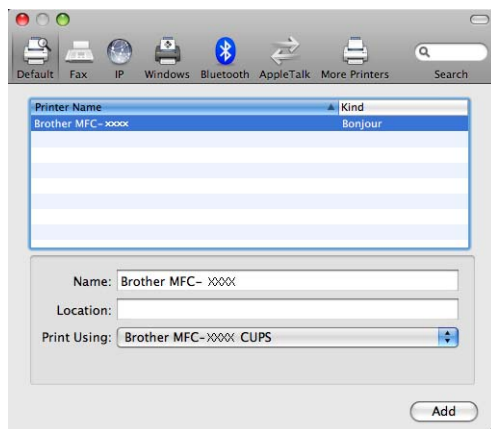 Default Fax IP Windows Bluetooth AppleTalk More Printers Search
Printer Name Kind
Brother MFC-xxxx Bonjour
Name: Brother MFC- XXXX
Location:
Print Using: Brother MFC-XXXX CUPS
Add